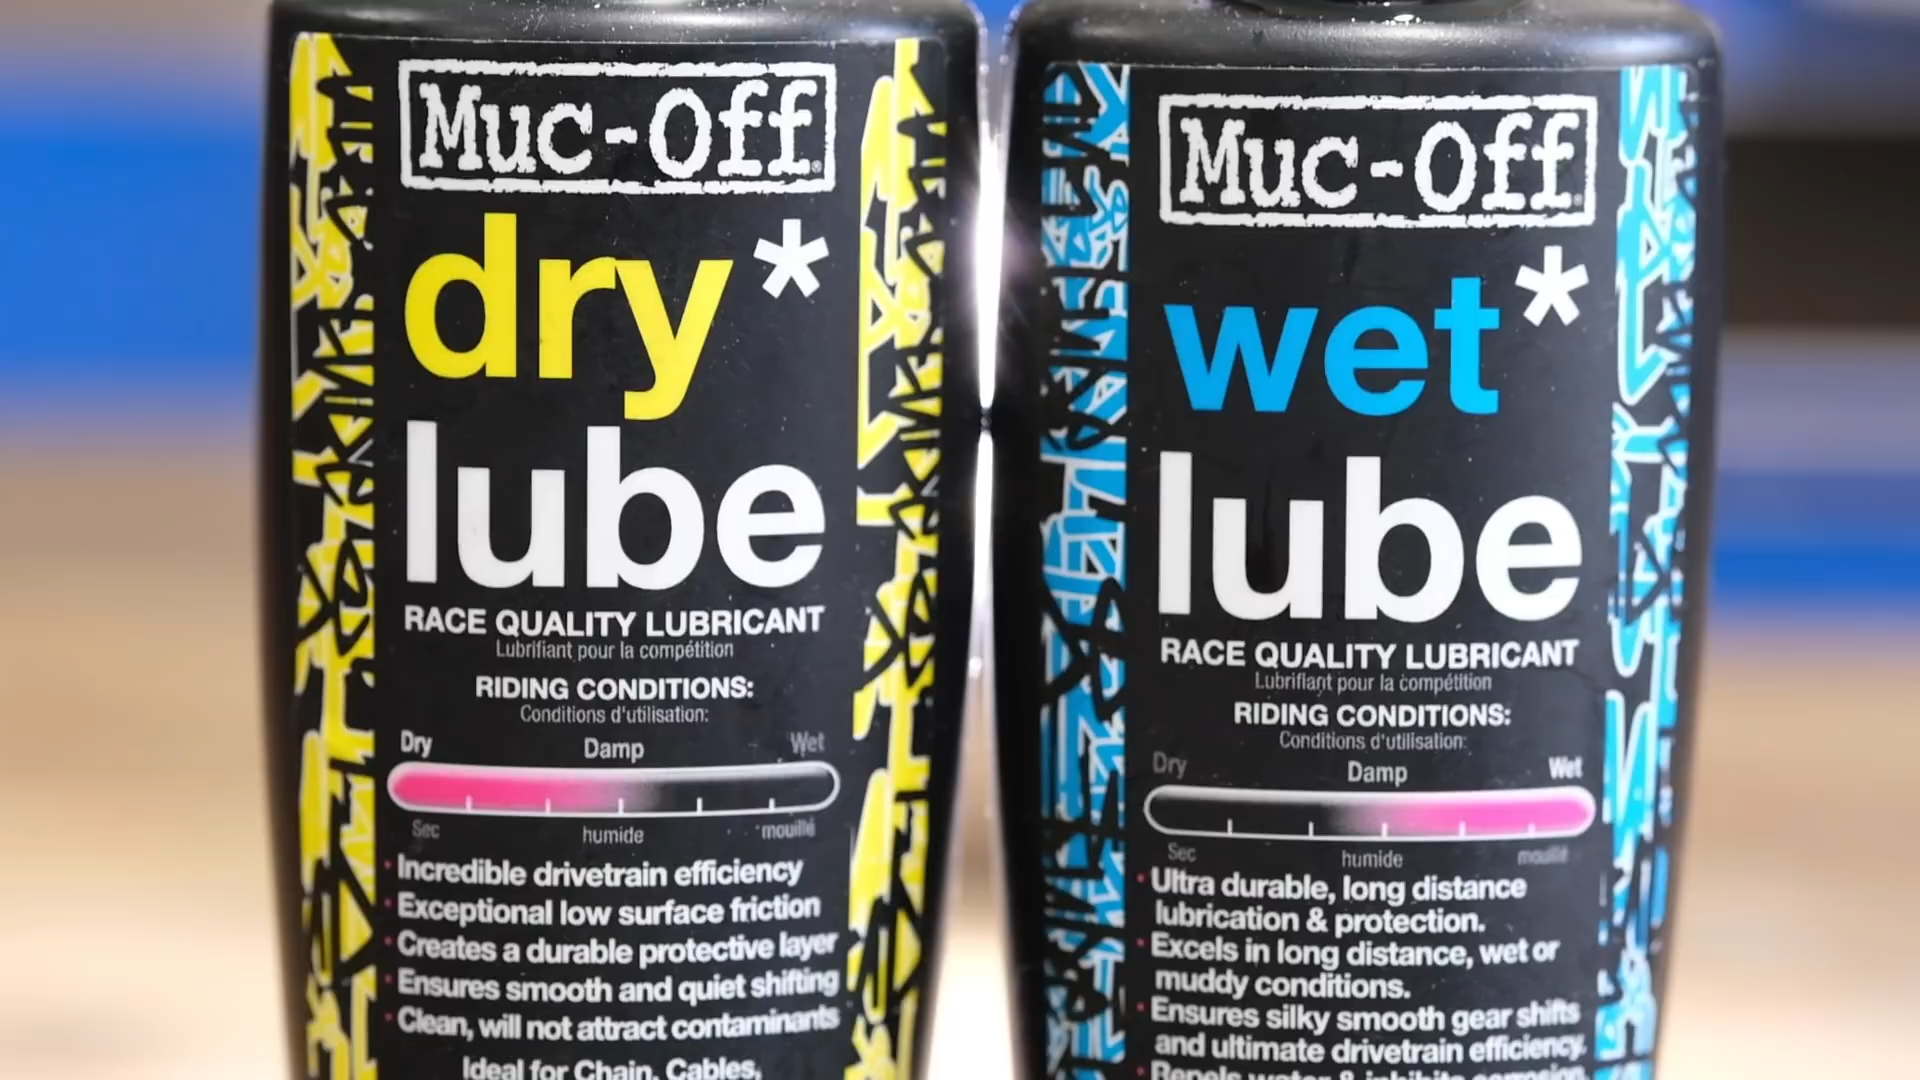 Muc-Off
dry*
lube
RACE QUALITY LUBRICANT
Lubrifiant pour la compétition
RIDING CONDITIONS:
Conditions d'utilisation:
Dry Damp Wet
Sec humide mouillé
Incredible drivetrain efficiency
Exceptional low surface friction
Creates a durable protective layer
Ensures smooth and quiet shifting
Clean, will not attract contaminants
Ideal for Chain, Cables,
Muc-Off
wet*
lube
RACE QUALITY LUBRICANT
Lubrifiant pour la compétition
RIDING CONDITIONS:
Conditions d'utilisation:
Dry Damp Wet
Sec humide mouillé
Ultra durable, long distance
lubrication & protection.
Excels in long distance, wet or
muddy conditions.
Ensures silky smooth gear shifts
and ultimate drivetrain efficiency.
Repels water & inhibits corrosion